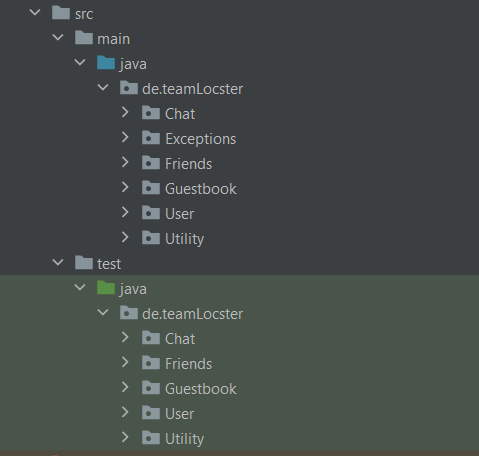 src
main
java
de.teamLocster
Chat
Exceptions
Friends
Guestbook
User
Utility
test
java
de.teamLocster
Chat
Friends
Guestbook
User
Utility